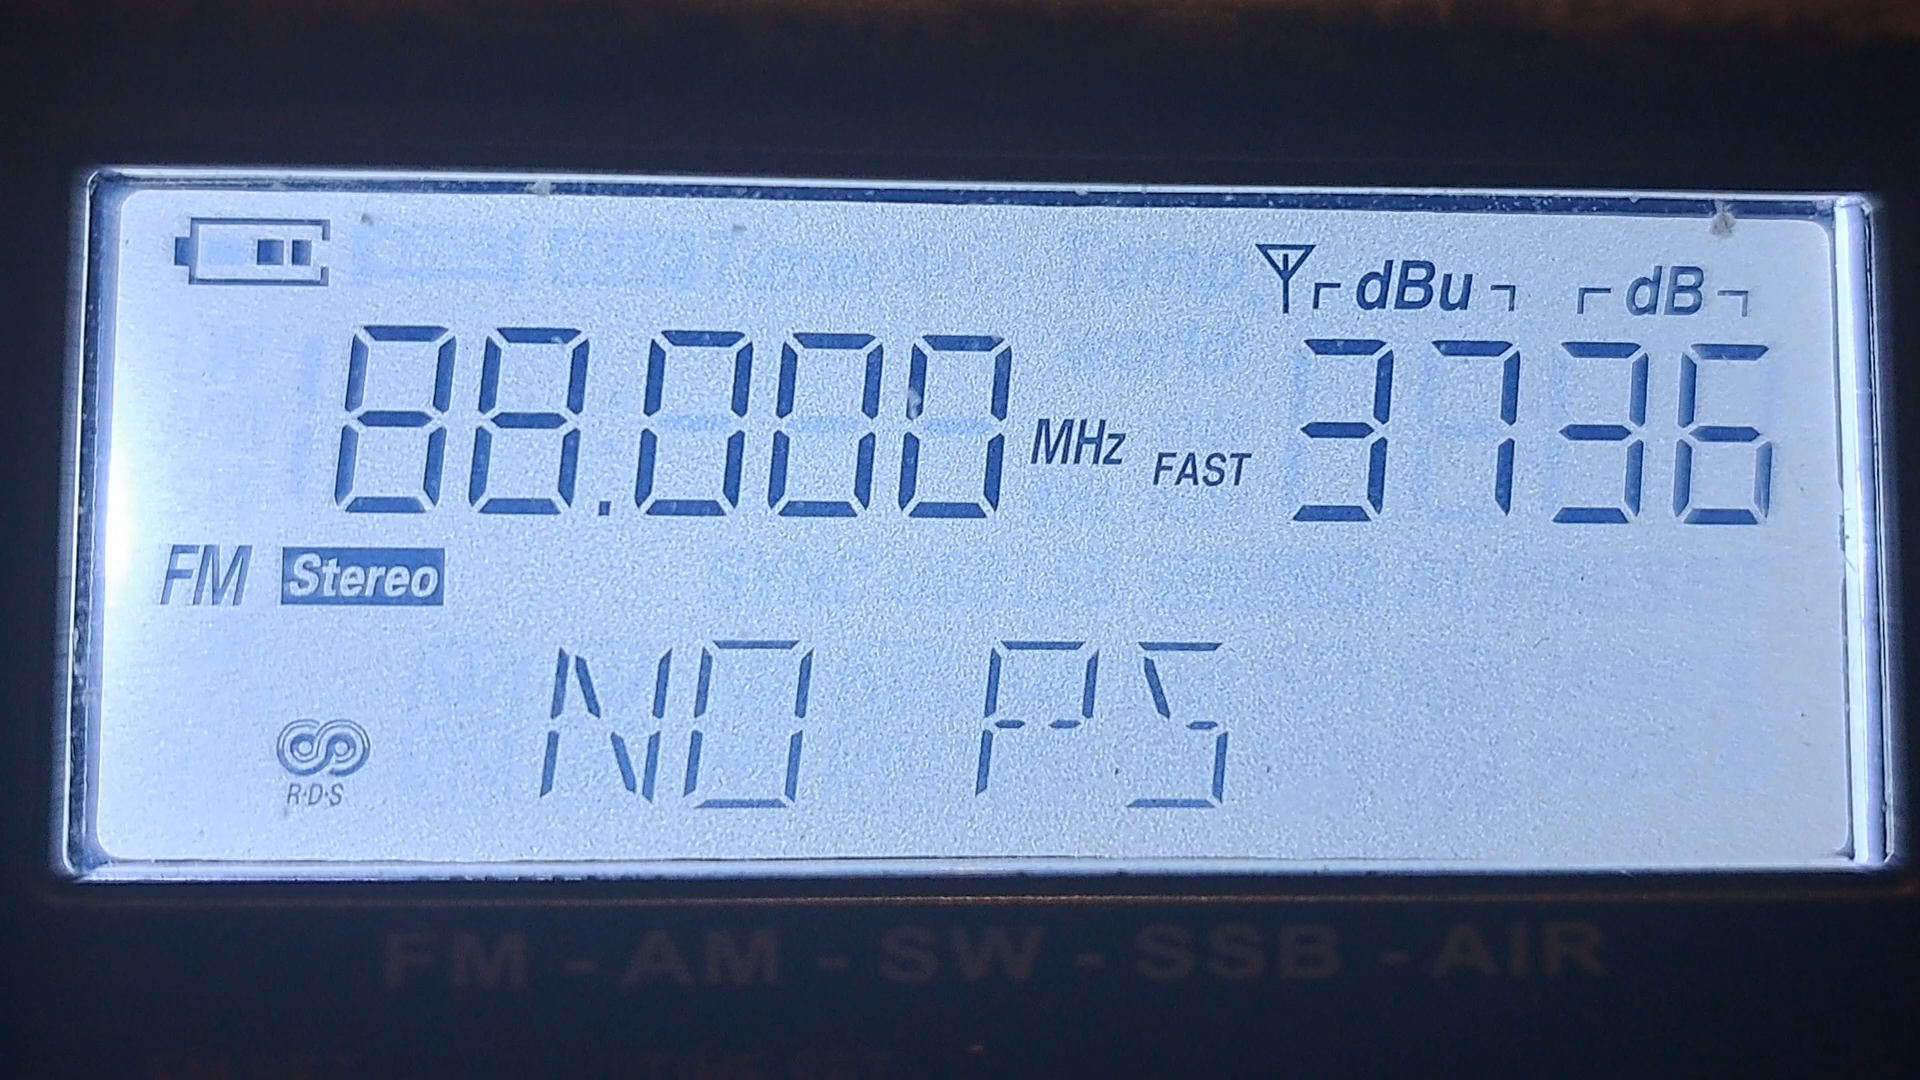 dBu dB
88.000 MHz FAST 37 36
FM Stereo
NO PS
R·D·S
FM - AM - SW - SSB - AIR